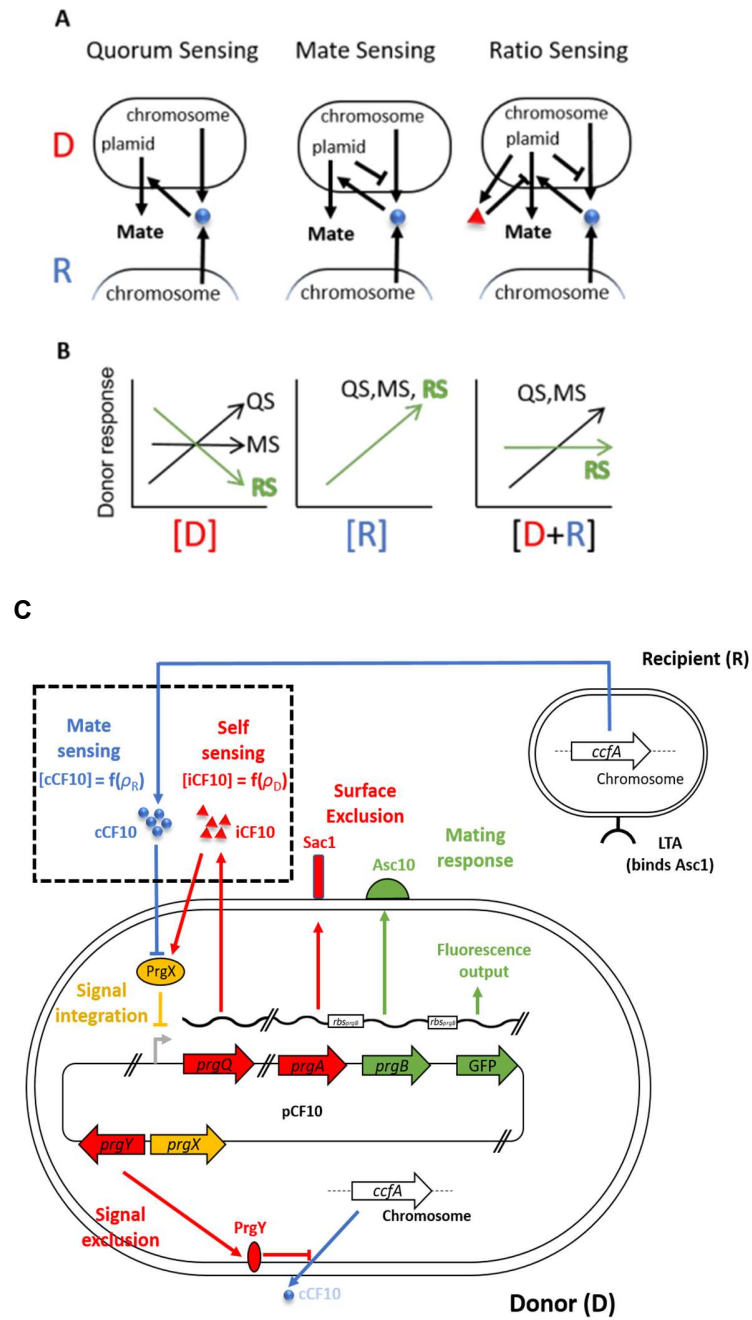 A
Quorum Sensing
Mate Sensing
Ratio Sensing
D
chromosome
plamid
Mate
chromosome
plamid
Mate
chromosome
plamid
Mate
R
chromosome
chromosome
chromosome
B
Donor response
QS
MS
RS
[D]
QS,MS, RS
[R]
QS,MS
RS
[D+R]
C
Recipient (R)
ccfA
Chromosome
LTA
(binds Asc1)
Mate
sensing
[cCF10] = f(ρR)
cCF10
Self
sensing
[iCF10] = f(ρD)
iCF10
Surface
Exclusion
Sac1
Asc10
Mating
response
PrgX
Signal
integration
Fluorescence
output
rbsprgB
rbsprgB
prgQ
prgA
prgB
GFP
pCF10
prgY
prgX
ccfA
Chromosome
Signal
exclusion
PrgY
cCF10
Donor (D)